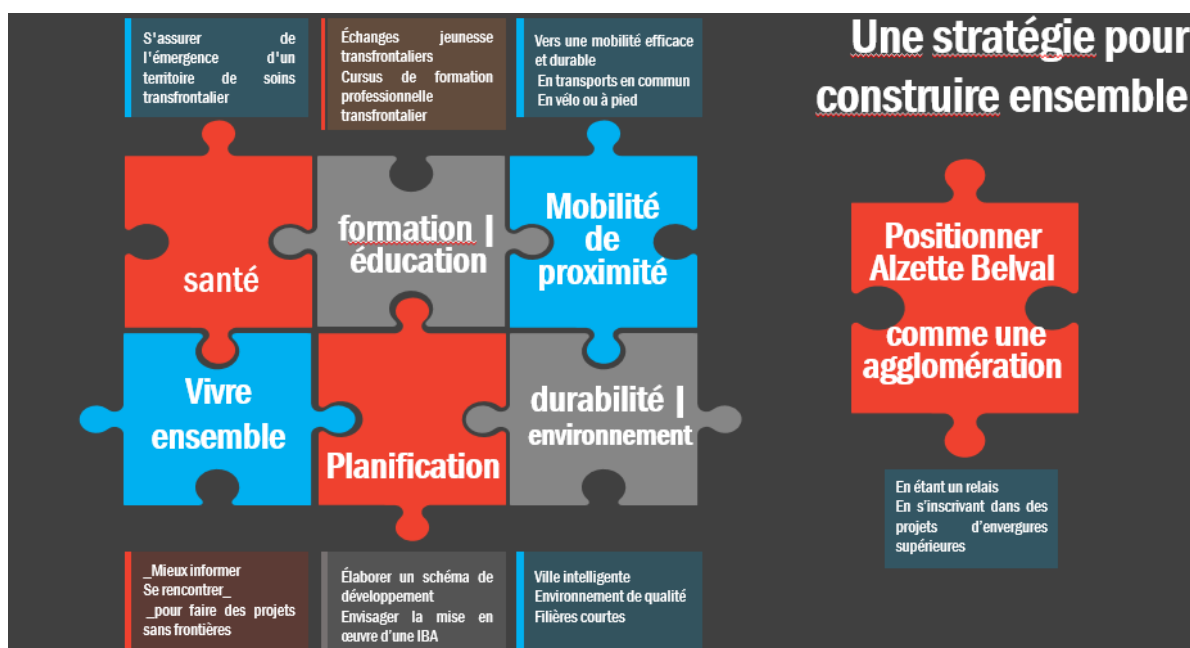 Une stratégie pour
construire ensemble
S'assurer de
l'émergence d'un
territoire de soins
transfrontalier
Échanges jeunesse
transfrontaliers
Cursus de formation
professionnelle
transfrontalier
Vers une mobilité efficace
et durable
En transports en commun
En vélo ou à pied
santé
formation |
éducation
Mobilité
de
proximité
Vivre
ensemble
Planification
durabilité |
environnement
_Mieux informer
Se rencontrer_
_pour faire des projets
sans frontières
Élaborer un schéma de
développement
Envisager la mise en
œuvre d'une IBA
Ville intelligente
Environnement de qualité
Filières courtes
Positionner
Alzette Belval
comme une
agglomération
En étant un relais
En s'inscrivant dans des
projets d'envergures
supérieures